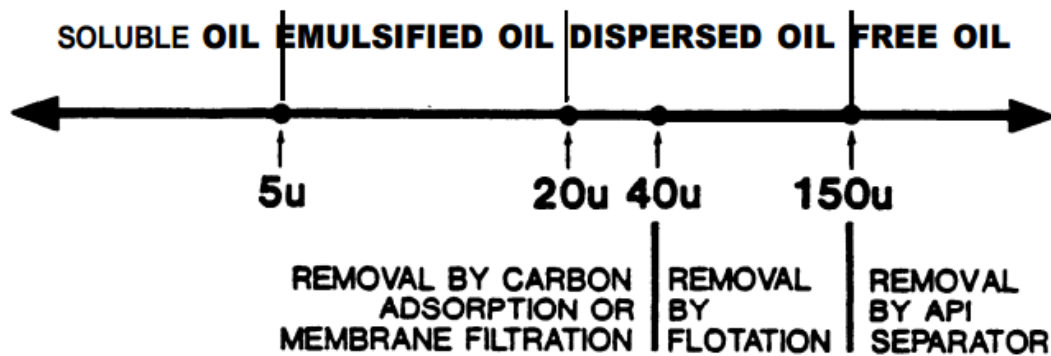 SOLUBLE OIL EMULSIFIED OIL DISPERSED OIL FREE OIL
5u 20u 40u 150u
REMOVAL BY CARBON
ADSORPTION OR
MEMBRANE FILTRATION
REMOVAL
BY
FLOTATION
REMOVAL
BY API
SEPARATOR